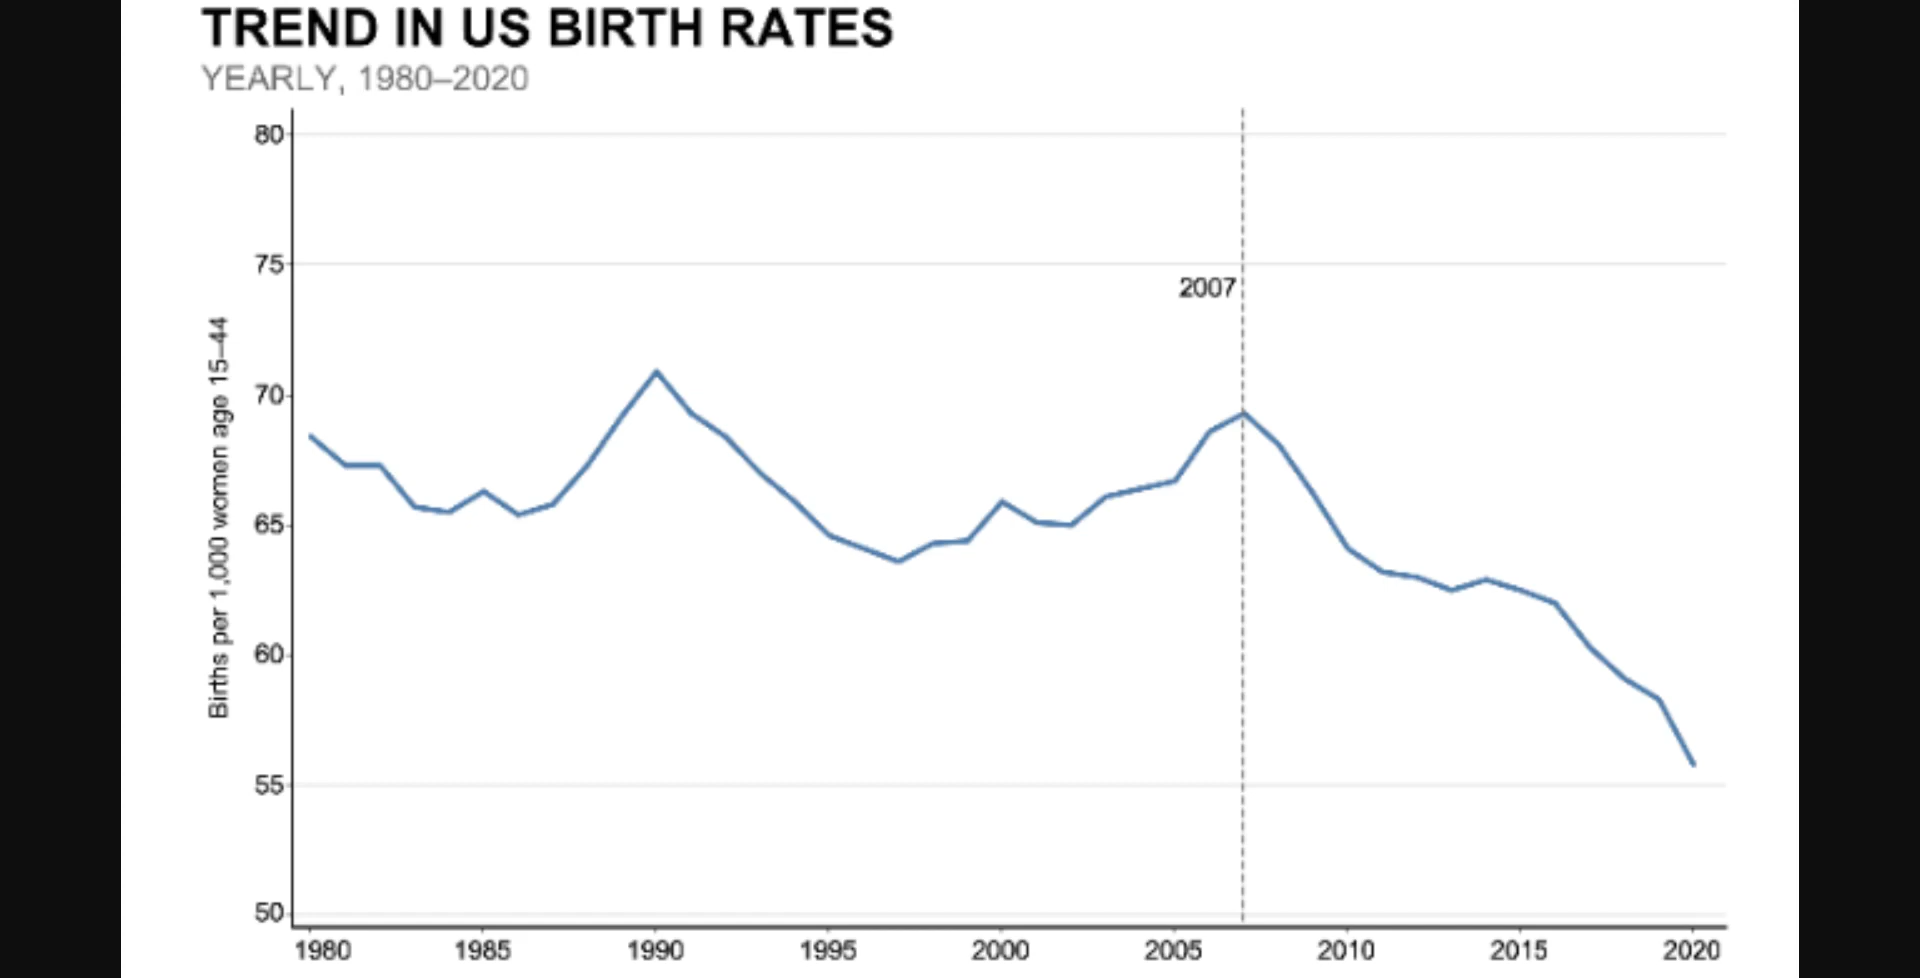 TREND IN US BIRTH RATES
YEARLY, 1980–2020
80
75
2007
70
65
60
55
50
Births per 1,000 women age 15–44
1980 1985 1990 1995 2000 2005 2010 2015 2020